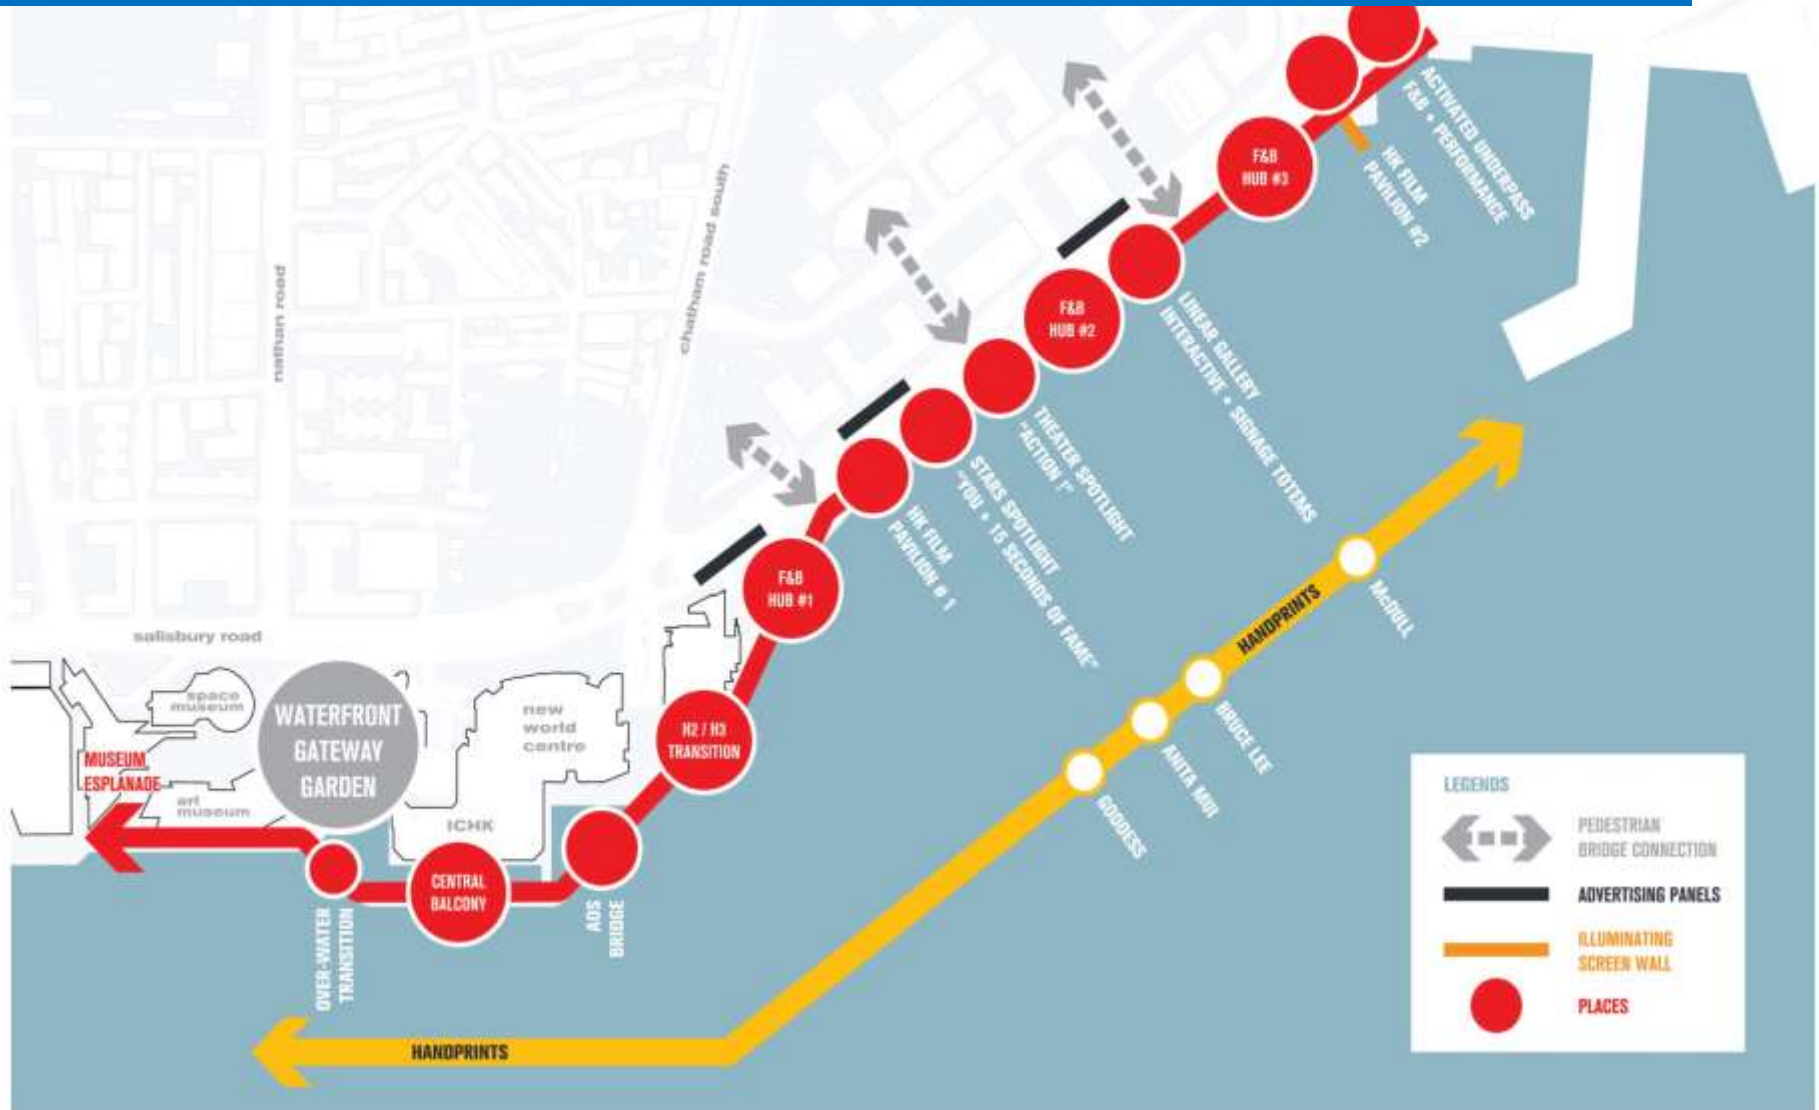 ACTIVATED UNDERPASS
F&B + PERFORMANCE
HK FILM
PAVILION #2
F&B
HUB #3
LINEAR GALLERY
INTERACTIVE + SIGNAGE TOTEMS
F&B
HUB #2
THEATER SPOTLIGHT
"ACTION !"
STARS SPOTLIGHT
"YOU + 15 SECONDS OF FAME"
HK FILM
PAVILION # 1
F&B
HUB #1
nathan road
chatham road south
salisbury road
space
museum
WATERFRONT
GATEWAY
GARDEN
new
world
centre
H2 / H3
TRANSITION
MUSEUM
ESPLANADE
art
museum
ICHK
CENTRAL
BALCONY
AOS
BRIDGE
OVER-WATER
TRANSITION
HANDPRINTS
McDULL
HANDPRINTS
BRUCE LEE
ANITA MUI
GODDESS
LEGENDS
PEDESTRIAN
BRIDGE CONNECTION
ADVERTISING PANELS
ILLUMINATING
SCREEN WALL
PLACES